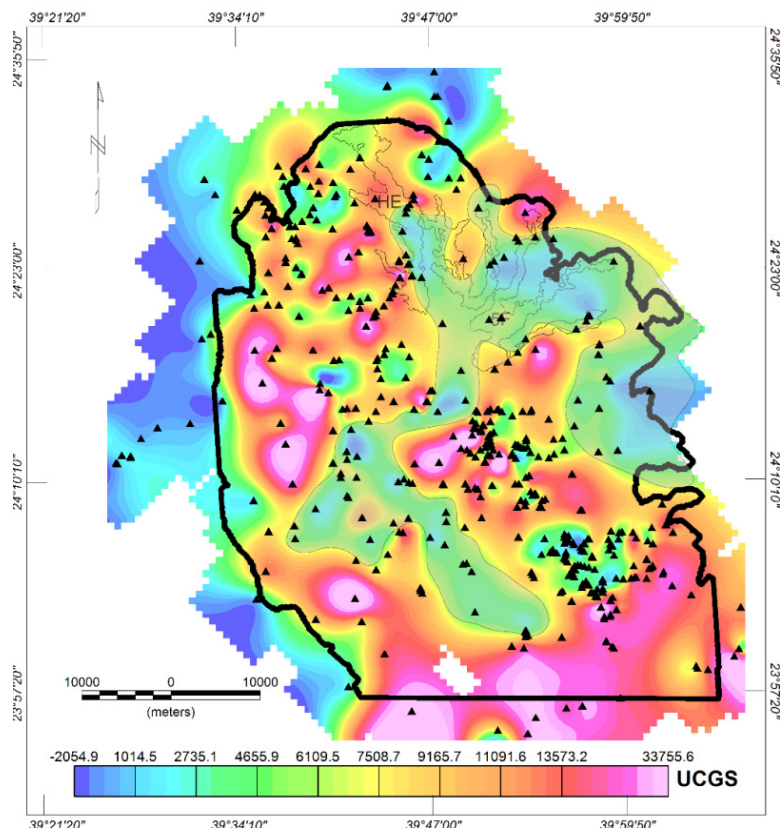 39°21'20" 39°34'10" 39°47'00" 39°59'50"
24°35'50" 24°35'50"
N
HE
24°23'00" 24°23'00"
24°10'10" 24°10'10"
23°57'20" 23°57'20"
10000 0 10000
(meters)
-2054.9 1014.5 2735.1 4655.9 6109.5 7508.7 9165.7 11091.6 13573.2 33755.6
UCGS
39°21'20" 39°34'10" 39°47'00" 39°59'50"